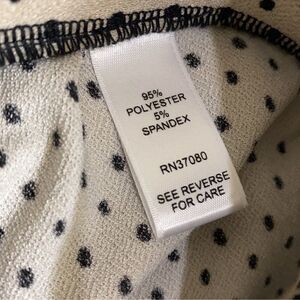 95%
POLYESTER
5%
SPANDEX
RN37080
SEE REVERSE
FOR CARE